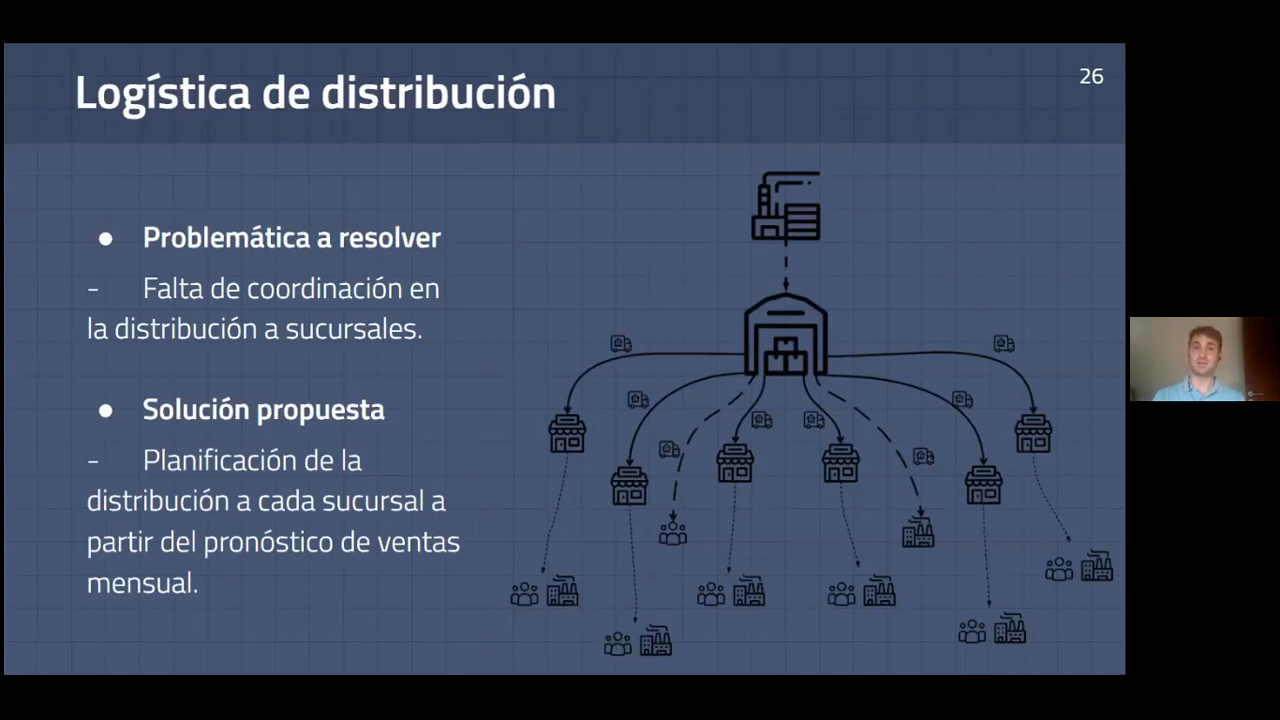 Logística de distribución
26
● Problemática a resolver
- Falta de coordinación en
la distribución a sucursales.
● Solución propuesta
- Planificación de la
distribución a cada sucursal a
partir del pronóstico de ventas
mensual.